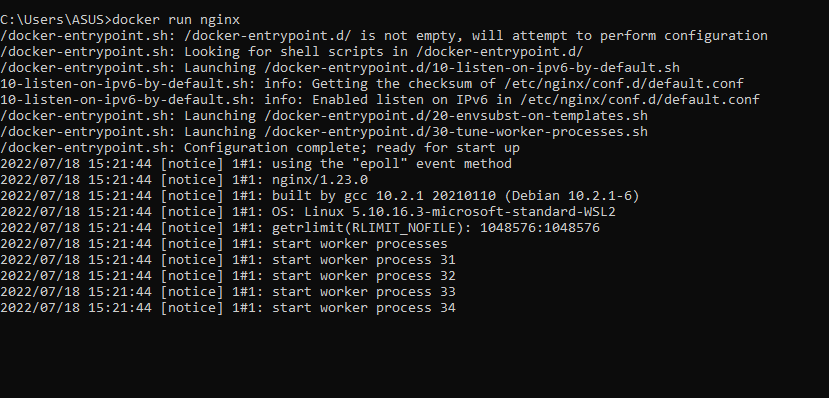 C:\Users\ASUS>docker run nginx
/docker-entrypoint.sh: /docker-entrypoint.d/ is not empty, will attempt to perform configuration
/docker-entrypoint.sh: Looking for shell scripts in /docker-entrypoint.d/
/docker-entrypoint.sh: Launching /docker-entrypoint.d/10-listen-on-ipv6-by-default.sh
10-listen-on-ipv6-by-default.sh: info: Getting the checksum of /etc/nginx/conf.d/default.conf
10-listen-on-ipv6-by-default.sh: info: Enabled listen on IPv6 in /etc/nginx/conf.d/default.conf
/docker-entrypoint.sh: Launching /docker-entrypoint.d/20-envsubst-on-templates.sh
/docker-entrypoint.sh: Launching /docker-entrypoint.d/30-tune-worker-processes.sh
/docker-entrypoint.sh: Configuration complete; ready for start up
2022/07/18 15:21:44 [notice] 1#1: using the "epoll" event method
2022/07/18 15:21:44 [notice] 1#1: nginx/1.23.0
2022/07/18 15:21:44 [notice] 1#1: built by gcc 10.2.1 20210110 (Debian 10.2.1-6)
2022/07/18 15:21:44 [notice] 1#1: OS: Linux 5.10.16.3-microsoft-standard-WSL2
2022/07/18 15:21:44 [notice] 1#1: getrlimit(RLIMIT_NOFILE): 1048576:1048576
2022/07/18 15:21:44 [notice] 1#1: start worker processes
2022/07/18 15:21:44 [notice] 1#1: start worker process 31
2022/07/18 15:21:44 [notice] 1#1: start worker process 32
2022/07/18 15:21:44 [notice] 1#1: start worker process 33
2022/07/18 15:21:44 [notice] 1#1: start worker process 34